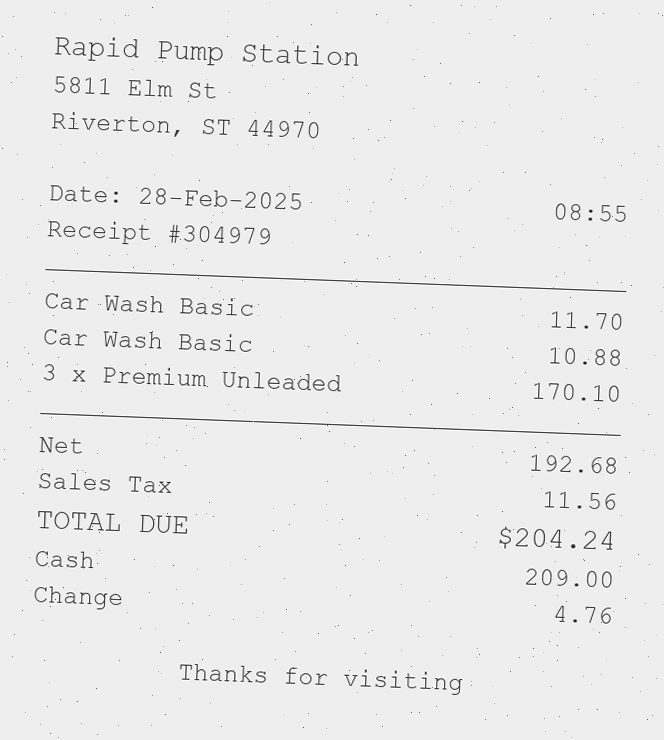 Rapid Pump Station
5811 Elm St
Riverton, ST 44970
Date: 28-Feb-2025 08:55
Receipt #304979
Car Wash Basic 11.70
Car Wash Basic 10.88
3 x Premium Unleaded 170.10
Net 192.68
Sales Tax 11.56
TOTAL DUE $204.24
Cash 209.00
Change 4.76
Thanks for visiting